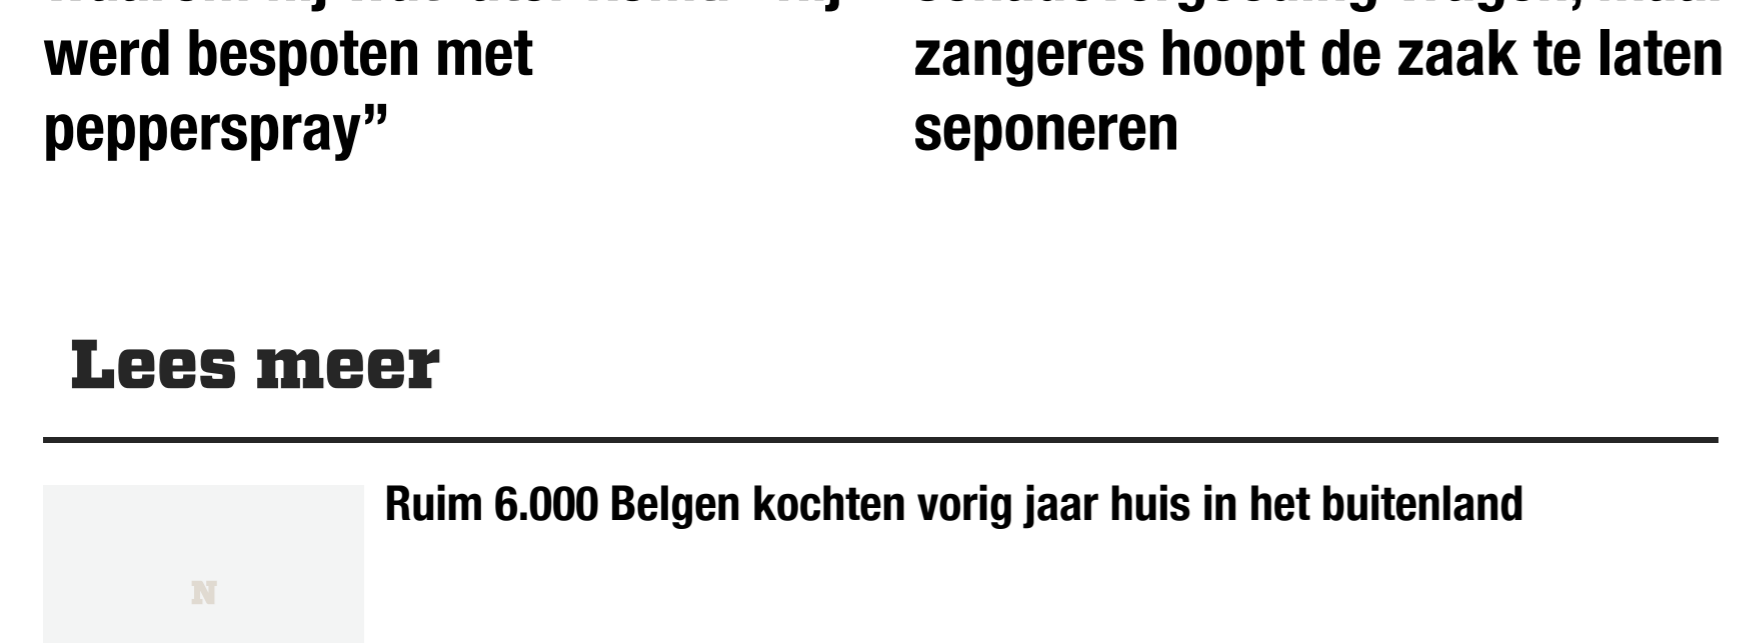 werd bespoten met
pepperspray”
zangeres hoopt de zaak te laten
seponeren
Lees meer
Ruim 6.000 Belgen kochten vorig jaar huis in het buitenland
N